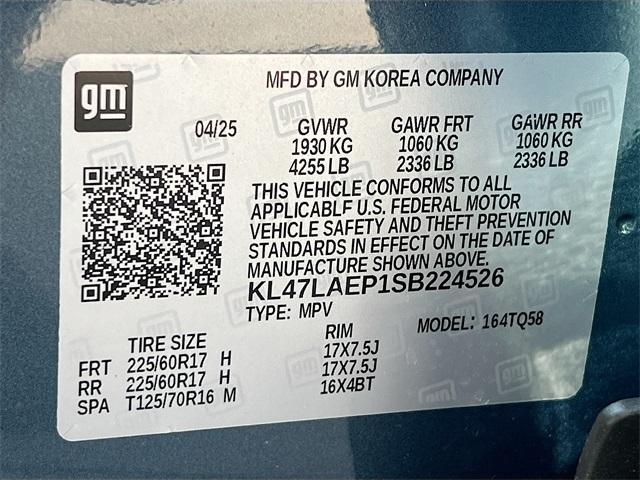 gm
MFD BY GM KOREA COMPANY
04/25 GVWR GAWR FRT GAWR RR
1930 KG 1060 KG 1060 KG
4255 LB 2336 LB 2336 LB
THIS VEHICLE CONFORMS TO ALL
APPLICABLF U.S. FEDERAL MOTOR
VEHICLE SAFETY AND THEFT PREVENTION
STANDARDS IN EFFECT ON THE DATE OF
MANUFACTURE SHOWN ABOVE.
KL47LAEP1SB224526
TYPE: MPV MODEL: 164TQ58
TIRE SIZE RIM
FRT 225/60R17 H 17X7.5J
RR 225/60R17 H 17X7.5J
SPA T125/70R16 M 16X4BT